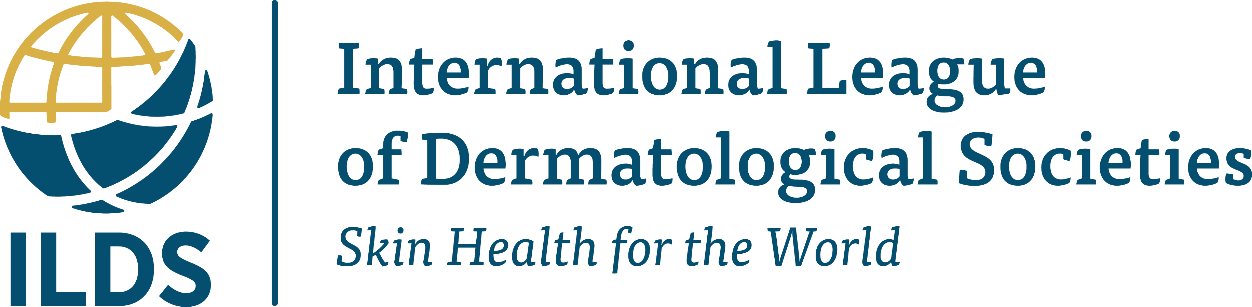 ILDS
International League
of Dermatological Societies
Skin Health for the World